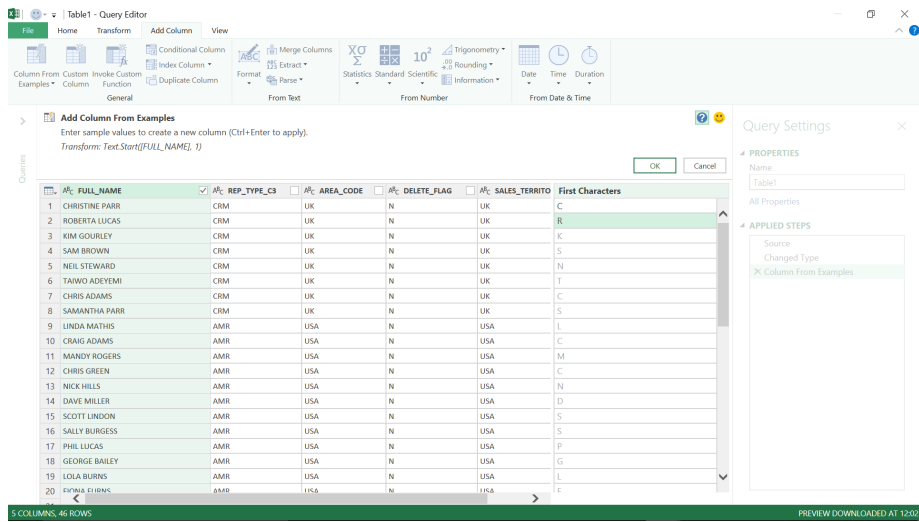 Table1 - Query Editor
File Home Transform Add Column View
Column From Examples
Custom Column
Invoke Custom Function
Conditional Column
Index Column
Duplicate Column
General
Format
Merge Columns
Extract
Parse
From Text
Statistics
Standard
Scientific
Trigonometry
Rounding
Information
From Number
Date
Time
Duration
From Date & Time
Queries
Add Column From Examples
Enter sample values to create a new column (Ctrl+Enter to apply).
Transform: Text.Start([FULL_NAME], 1)
OK Cancel
FULL_NAME REP_TYPE_C3 AREA_CODE DELETE_FLAG SALES_TERRITO First Characters
1 CHRISTINE PARR CRM UK N UK C
2 ROBERTA LUCAS CRM UK N UK R
3 KIM GOURLEY CRM UK N UK K
4 SAM BROWN CRM UK N UK S
5 NEIL STEWARD CRM UK N UK N
6 TAIWO ADEYEMI CRM UK N UK T
7 CHRIS ADAMS CRM UK N UK C
8 SAMANTHA PARR CRM UK N UK S
9 LINDA MATHIS AMR USA N USA L
10 CRAIG ADAMS AMR USA N USA C
11 MANDY ROGERS AMR USA N USA M
12 CHRIS GREEN AMR USA N USA C
13 NICK HILLS AMR USA N USA N
14 DAVE MILLER AMR USA N USA D
15 SCOTT LINDON AMR USA N USA S
16 SALLY BURGESS AMR USA N USA S
17 PHIL LUCAS AMR USA N USA P
18 GEORGE BAILEY AMR USA N USA G
19 LOLA BURNS AMR USA N USA L
20 FIONA FURNS AMR USA N USA F
Query Settings
PROPERTIES
Name
Table1
All Properties
APPLIED STEPS
Source
Changed Type
Column From Examples
5 COLUMNS, 46 ROWS
PREVIEW DOWNLOADED AT 12:02